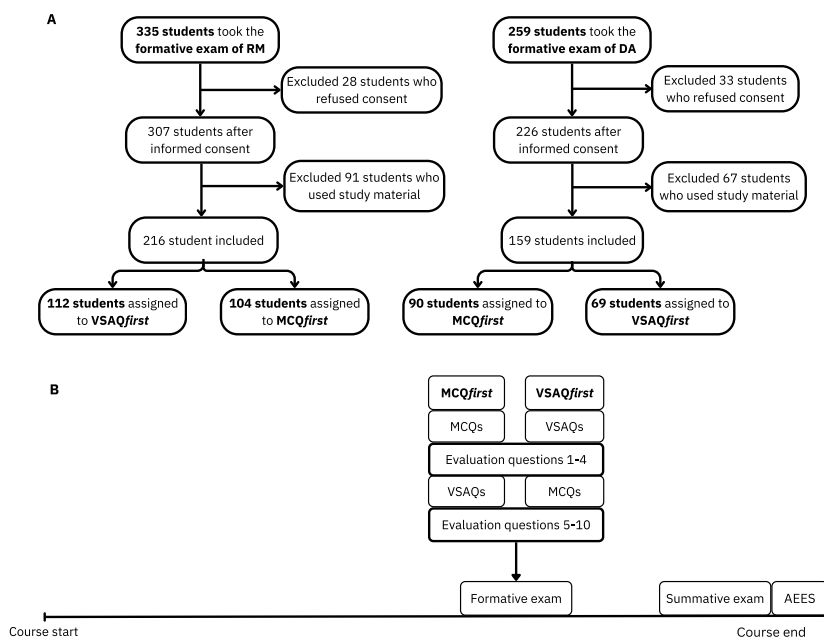 A
335 students took the
formative exam of RM
Excluded 28 students who
refused consent
307 students after
informed consent
Excluded 91 students who
used study material
216 student included
112 students assigned
to VSAQfirst
104 students assigned
to MCQfirst
259 students took the
formative exam of DA
Excluded 33 students
who refused consent
226 students after
informed consent
Excluded 67 students
who used study material
159 students included
90 students assigned to
MCQfirst
69 students assigned to
VSAQfirst
B
MCQfirst
VSAQfirst
MCQs
VSAQs
Evaluation questions 1-4
VSAQs
MCQs
Evaluation questions 5-10
Formative exam
Summative exam
AEES
Course start
Course end